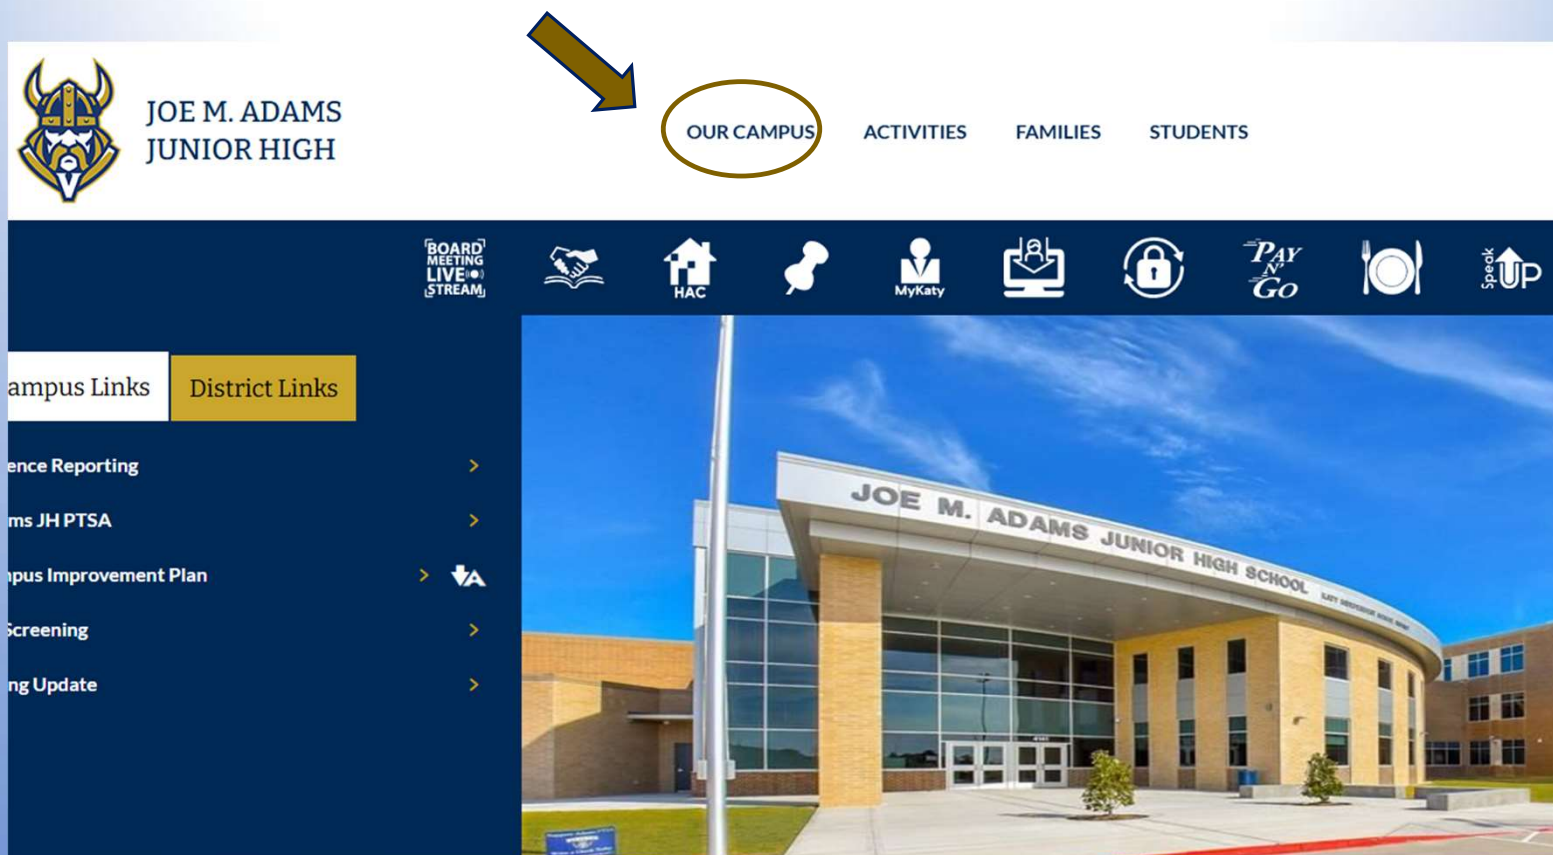 JOE M. ADAMS
JUNIOR HIGH
OUR CAMPUS
ACTIVITIES
FAMILIES
STUDENTS
BOARD
MEETING
LIVE
STREAM
HAC
MyKaty
PAY
N'
GO
Speak
UP
ampus Links
District Links
ence Reporting
ms JH PTSA
pus Improvement Plan
Screening
ng Update
JOE M. ADAMS JUNIOR HIGH SCHOOL